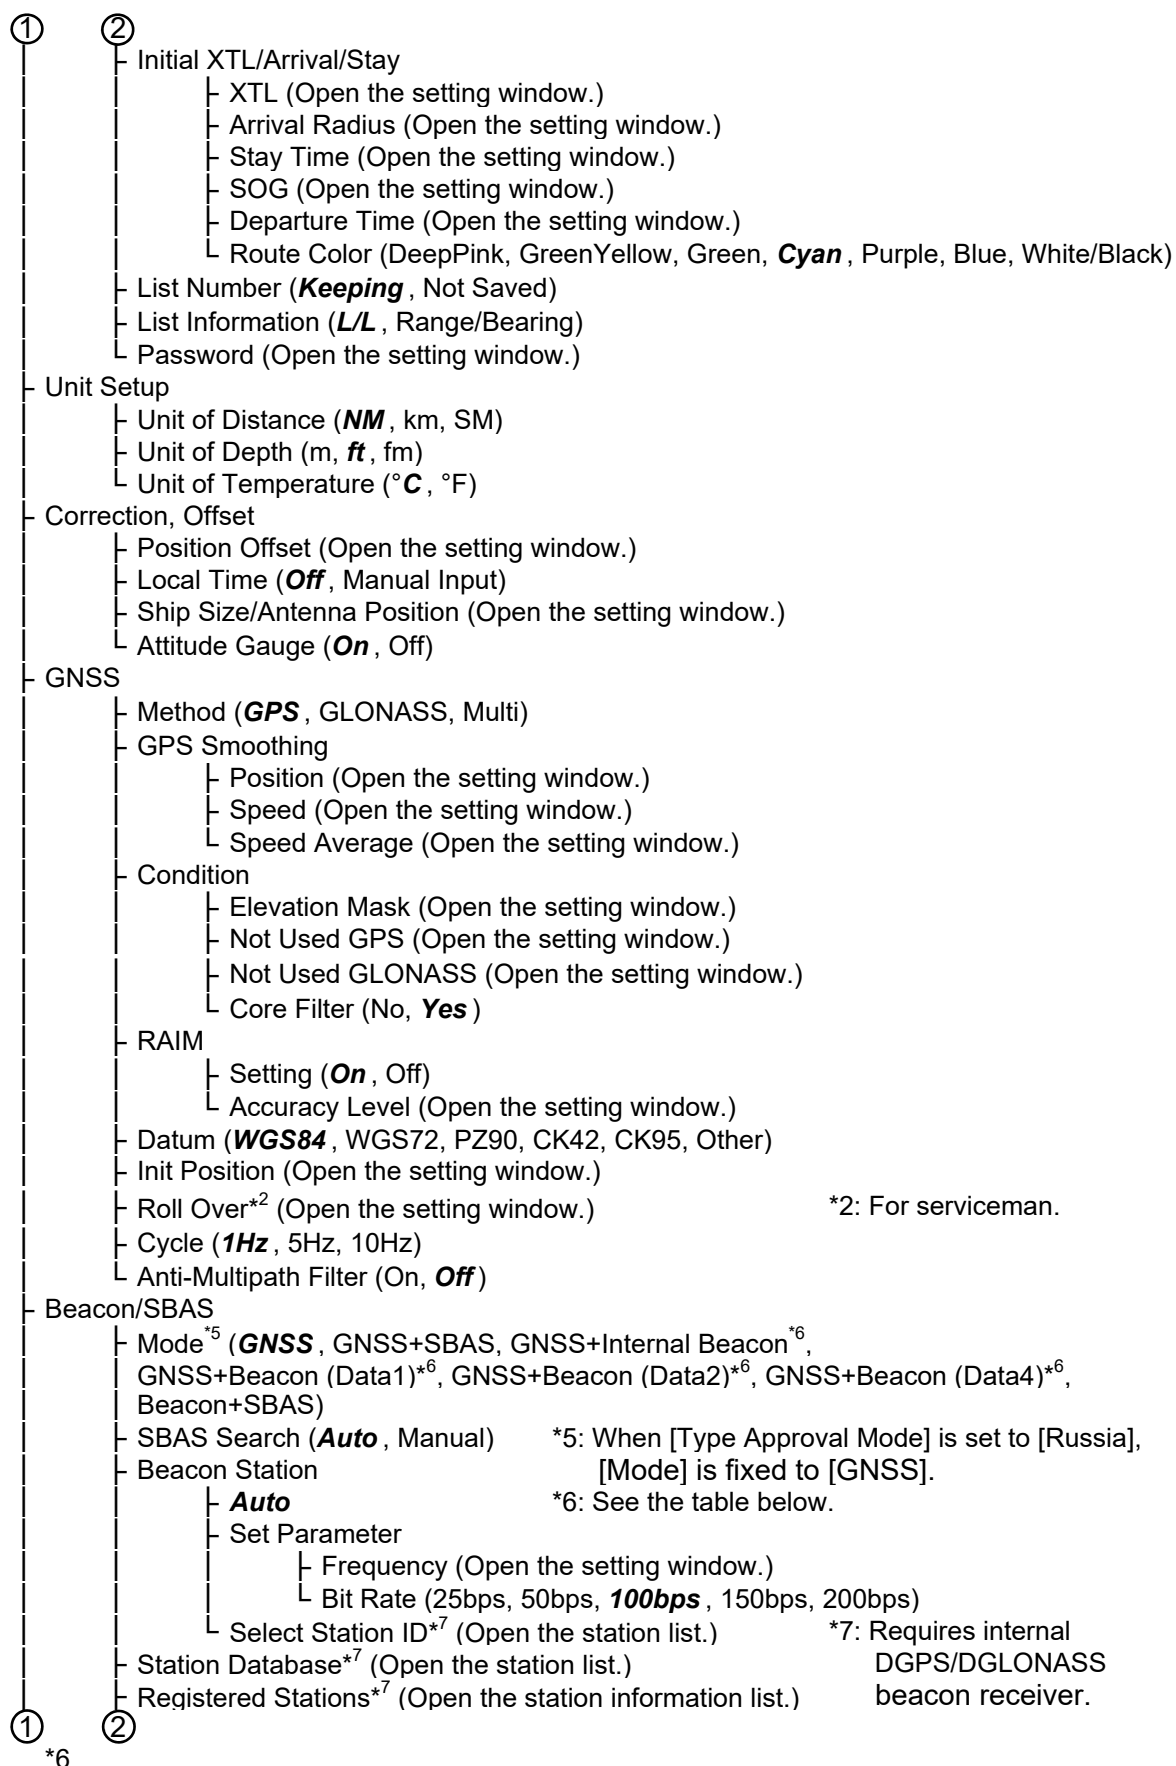 ① ②
Initial XTL/Arrival/Stay
XTL (Open the setting window.)
Arrival Radius (Open the setting window.)
Stay Time (Open the setting window.)
SOG (Open the setting window.)
Departure Time (Open the setting window.)
Route Color (DeepPink, GreenYellow, Green, Cyan , Purple, Blue, White/Black)
List Number (Keeping , Not Saved)
List Information (L/L , Range/Bearing)
Password (Open the setting window.)
Unit Setup
Unit of Distance (NM , km, SM)
Unit of Depth (m, ft , fm)
Unit of Temperature (°C , °F)
Correction, Offset
Position Offset (Open the setting window.)
Local Time (Off , Manual Input)
Ship Size/Antenna Position (Open the setting window.)
Attitude Gauge (On , Off)
GNSS
Method (GPS , GLONASS, Multi)
GPS Smoothing
Position (Open the setting window.)
Speed (Open the setting window.)
Speed Average (Open the setting window.)
Condition
Elevation Mask (Open the setting window.)
Not Used GPS (Open the setting window.)
Not Used GLONASS (Open the setting window.)
Core Filter (No, Yes )
RAIM
Setting (On , Off)
Accuracy Level (Open the setting window.)
Datum (WGS84 , WGS72, PZ90, CK42, CK95, Other)
Init Position (Open the setting window.)
Roll Over*2 (Open the setting window.) *2: For serviceman.
Cycle (1Hz , 5Hz, 10Hz)
Anti-Multipath Filter (On, Off )
Beacon/SBAS
Mode*5 (GNSS , GNSS+SBAS, GNSS+Internal Beacon*6,
GNSS+Beacon (Data1)*6, GNSS+Beacon (Data2)*6, GNSS+Beacon (Data4)*6,
Beacon+SBAS)
SBAS Search (Auto , Manual) *5: When [Type Approval Mode] is set to [Russia],
Beacon Station [Mode] is fixed to [GNSS].
Auto *6: See the table below.
Set Parameter
Frequency (Open the setting window.)
Bit Rate (25bps, 50bps, 100bps , 150bps, 200bps)
Select Station ID*7 (Open the station list.) *7: Requires internal
Station Database*7 (Open the station list.) DGPS/DGLONASS
Registered Stations*7 (Open the station information list.) beacon receiver.
① ②
*6